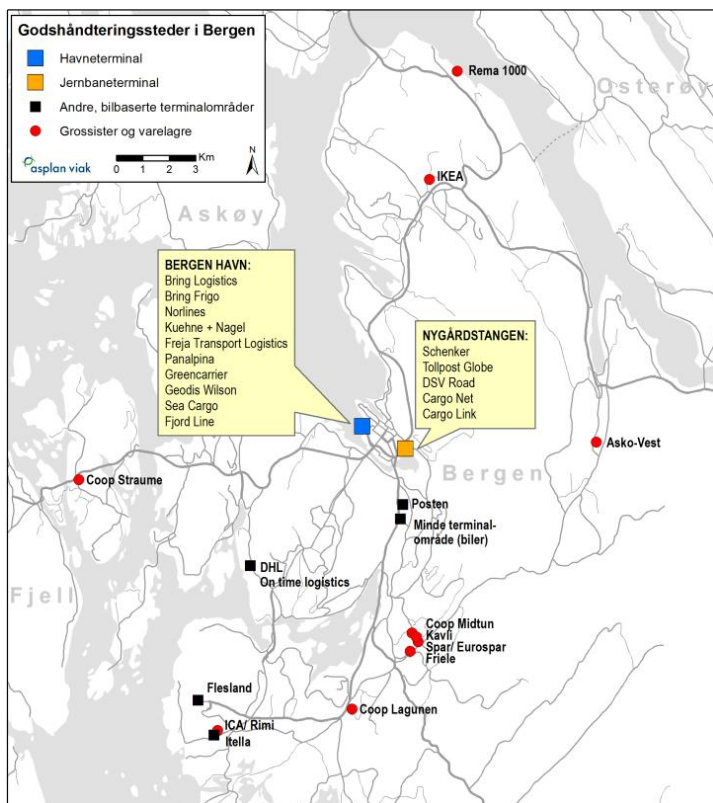 Godshåndteringssteder i Bergen
Havneterminal
Jernbaneterminal
Andre, bilbaserte terminalområder
Grossister og varelagre
asplan viak
0 1 2 3 Km
N
Rema 1000
Osterøy
IKEA
Askøy
BERGEN HAVN:
Bring Logistics
Bring Frigo
Norlines
Kuehne + Nagel
Freja Transport Logistics
Panalpina
Greencarrier
Geodis Wilson
Sea Cargo
Fjord Line
NYGÅRDSTANGEN:
Schenker
Tollpost Globe
DSV Road
Cargo Net
Cargo Link
Asko-Vest
Bergen
Coop Straume
Posten
Minde terminal-
område (biler)
DHL
On time logistics
Fjell
Coop Midtun
Kavli
Spar/ Eurospar
Friele
Flesland
Coop Lagunen
ICA/ Rimi
Itella